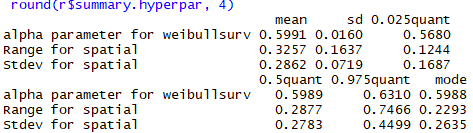 round(r$summary.hyperpar, 4)
mean sd 0.025quant
alpha parameter for weibullsurv 0.5991 0.0160 0.5680
Range for spatial 0.3257 0.1637 0.1244
Stdev for spatial 0.2862 0.0719 0.1687
0.5quant 0.975quant mode
alpha parameter for weibullsurv 0.5989 0.6310 0.5988
Range for spatial 0.2877 0.7466 0.2293
Stdev for spatial 0.2783 0.4499 0.2635